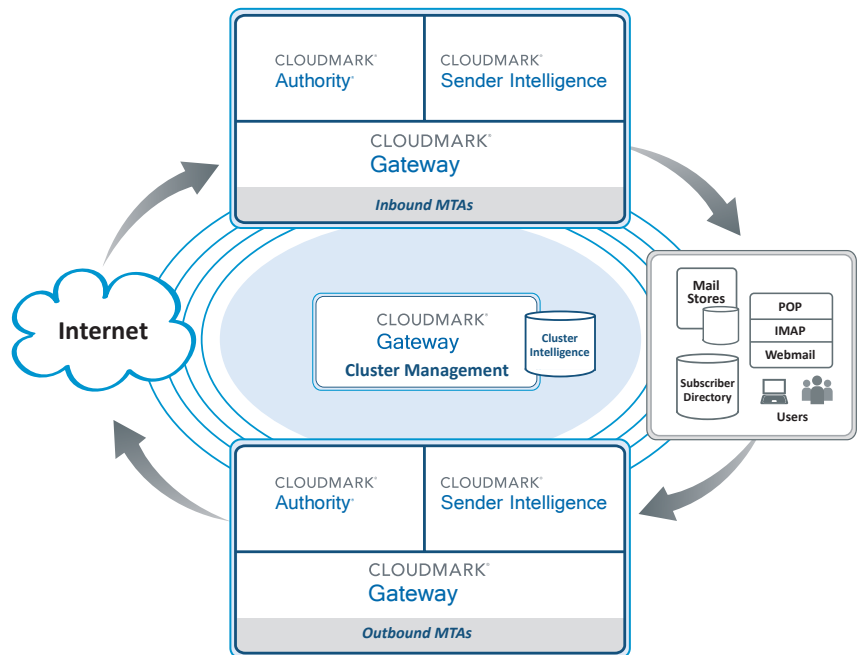 CLOUDMARK®
Authority®
CLOUDMARK®
Sender Intelligence
CLOUDMARK®
Gateway
Inbound MTAs
Internet
CLOUDMARK®
Gateway
Cluster Management
Cluster
Intelligence
Mail
Stores
POP
IMAP
Webmail
Subscriber
Directory
Users
CLOUDMARK®
Authority®
CLOUDMARK®
Sender Intelligence
CLOUDMARK®
Gateway
Outbound MTAs